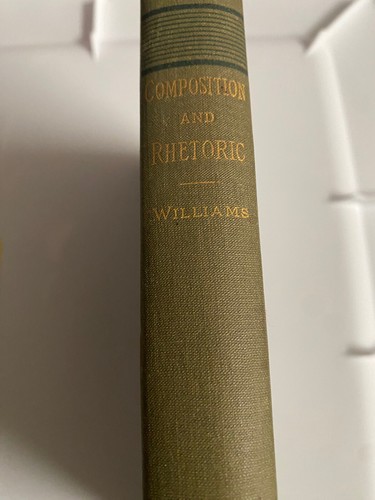 COMPOSITION
AND
RHETORIC
WILLIAMS